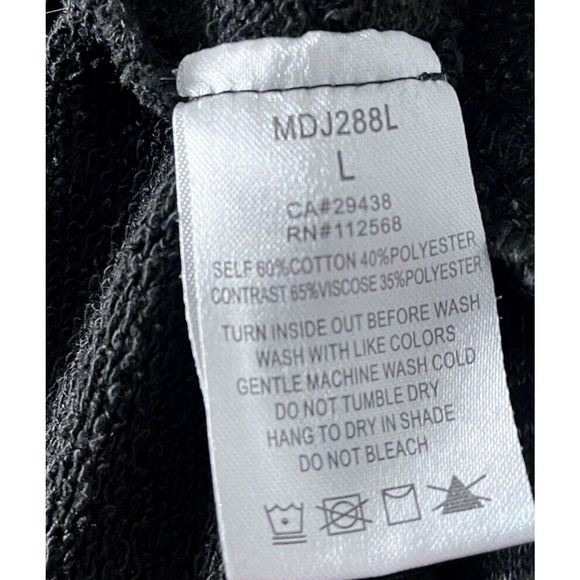 MDJ288L
L
CA#29438
RN#112568
SELF 60%COTTON 40%POLYESTER
CONTRAST 65%VISCOSE 35%POLYESTER
TURN INSIDE OUT BEFORE WASH
WASH WITH LIKE COLORS
GENTLE MACHINE WASH COLD
DO NOT TUMBLE DRY
HANG TO DRY IN SHADE
DO NOT BLEACH